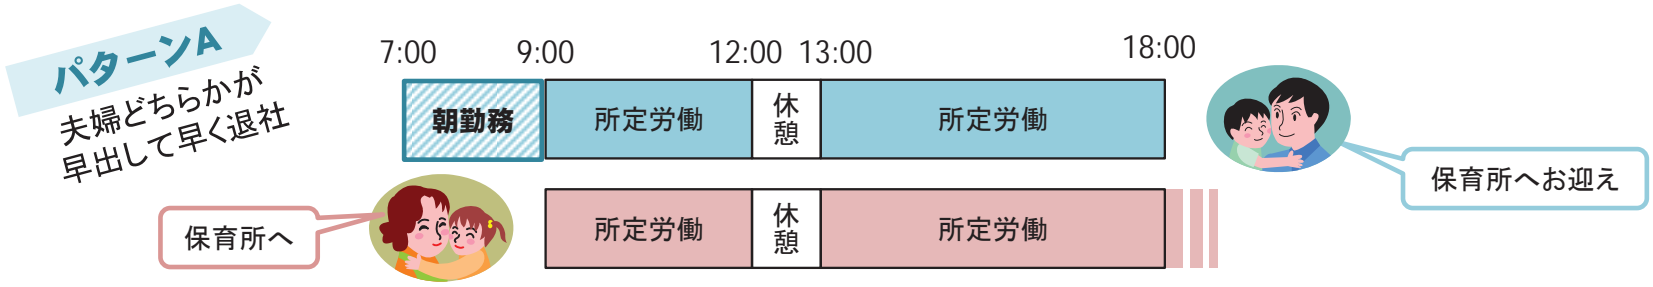 パターンA
夫婦どちらかが
早出して早く退社
7:00 9:00 12:00 13:00 18:00
朝勤務 所定労働 休憩 所定労働
保育所へお迎え
保育所へ
所定労働 休憩 所定労働